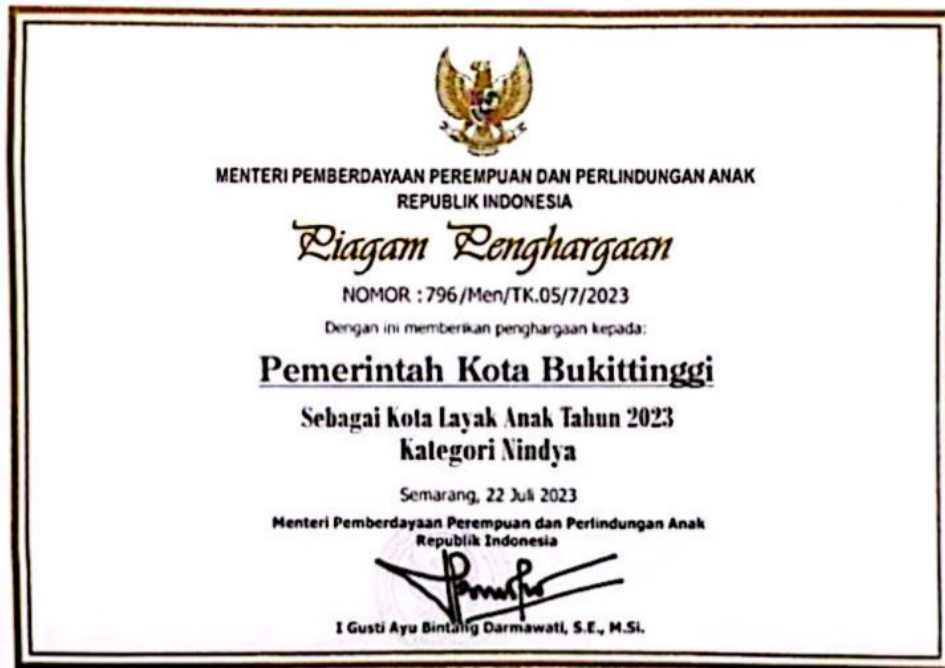 MENTERI PEMBERDAYAAN PEREMPUAN DAN PERLINDUNGAN ANAK
REPUBLIK INDONESIA
Piagam Penghargaan
NOMOR : 796/Men/TK.05/7/2023
Dengan ini memberikan penghargaan kepada:
Pemerintah Kota Bukittinggi
Sebagai Kota Layak Anak Tahun 2023
Kategori Nindya
Semarang, 22 Juli 2023
Menteri Pemberdayaan Perempuan dan Perlindungan Anak
Republik Indonesia
I Gusti Ayu Bintang Darmawati, S.E., M.Si.